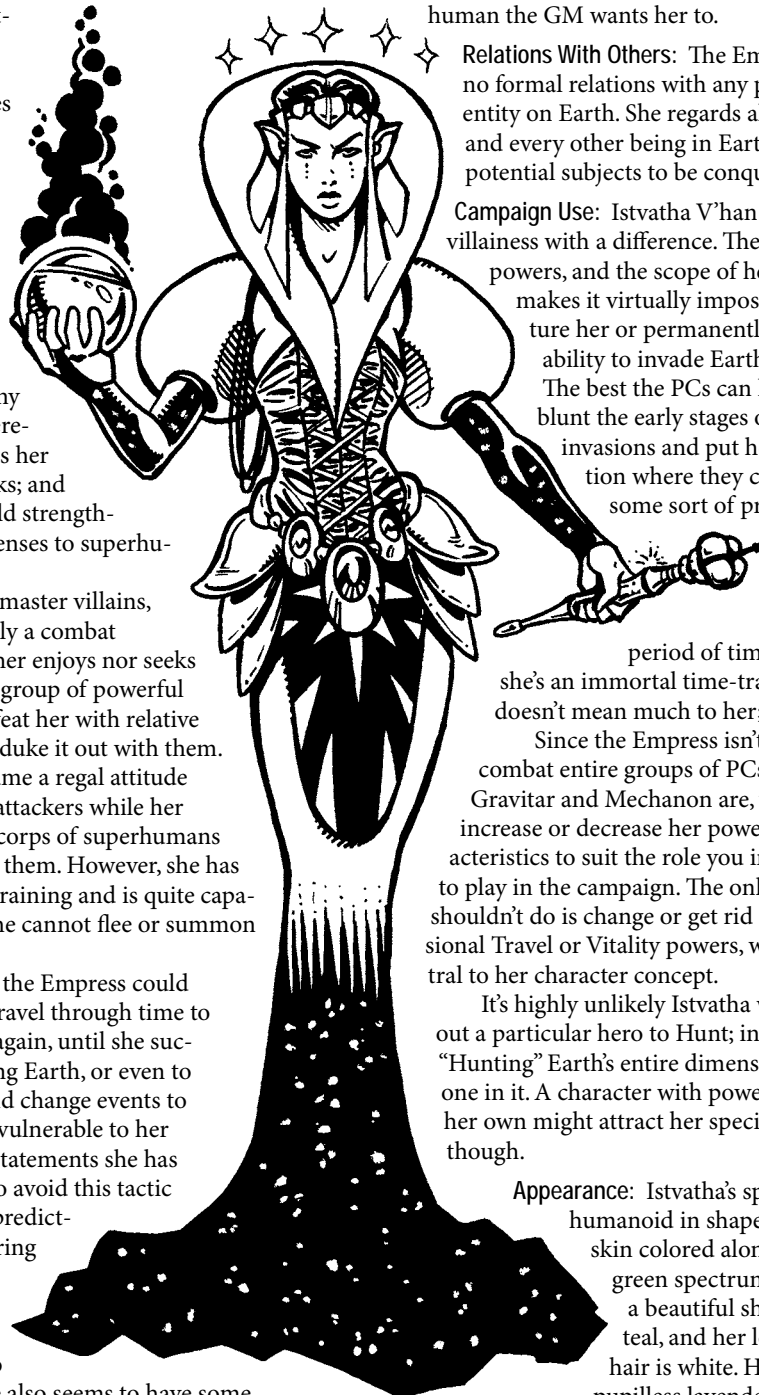 t-
es
ny
re-
s her
ks; and
ld strength-
enses to superhu-
master villains,
ly a combat
her enjoys nor seeks
group of powerful
feat her with relative
duke it out with them.
ame a regal attitude
attackers while her
corps of superhumans
them. However, she has
raining and is quite capa-
ne cannot flee or summon
the Empress could
ravel through time to
again, until she suc-
ng Earth, or even to
d change events to
vulnerable to her
tatements she has
o avoid this tactic
predict-
ring
also seems to have some
human the GM wants her to.
Relations With Others: The Em
no formal relations with any p
entity on Earth. She regards al
and every other being in Eart
potential subjects to be conqu
Campaign Use: Istvatha V'han
villainess with a difference. The
powers, and the scope of he
makes it virtually impos
ture her or permanentl
ability to invade Earth
The best the PCs can
blunt the early stages o
invasions and put h
tion where they c
some sort of pr
period of tim
she's an immortal time-tra
doesn't mean much to her;
Since the Empress isn't
combat entire groups of PCs
Gravitar and Mechanon are,
increase or decrease her powe
acteristics to suit the role you in
to play in the campaign. The onl
shouldn't do is change or get rid
sional Travel or Vitality powers, w
tral to her character concept.
It's highly unlikely Istvatha
out a particular hero to Hunt; in
"Hunting" Earth's entire dimens
one in it. A character with powe
her own might attract her speci
though.
Appearance: Istvatha's sp
humanoid in shape
skin colored alon
green spectrun
a beautiful sh
teal, and her l
hair is white. H
pupilless lavende